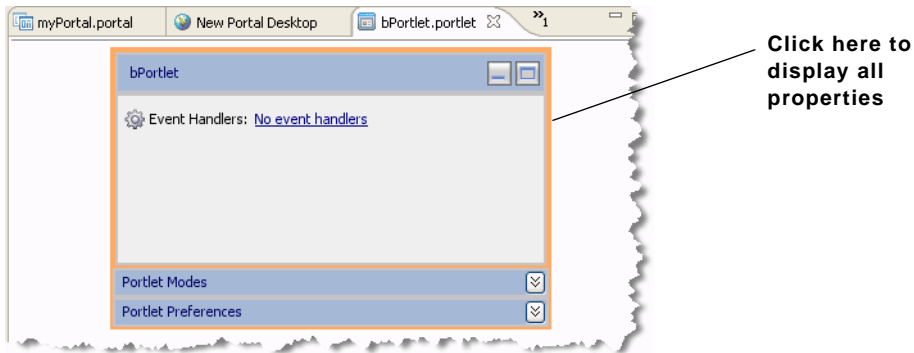 myPortal.portal
New Portal Desktop
bPortlet.portlet
»1
Click here to
display all
properties
bPortlet
Event Handlers: No event handlers
Portlet Modes
Portlet Preferences